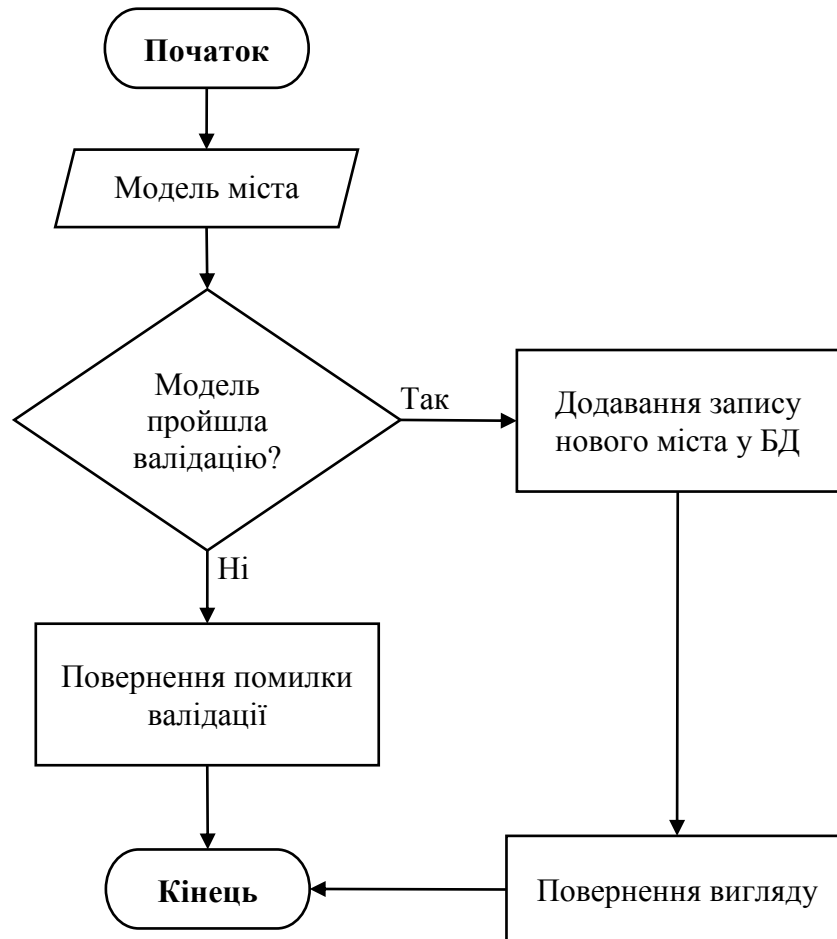 Початок
Модель міста
Модель
пройшла
валідацію?
Так
Додавання запису
нового міста у БД
Ні
Повернення помилки
валідації
Кінець
Повернення вигляду